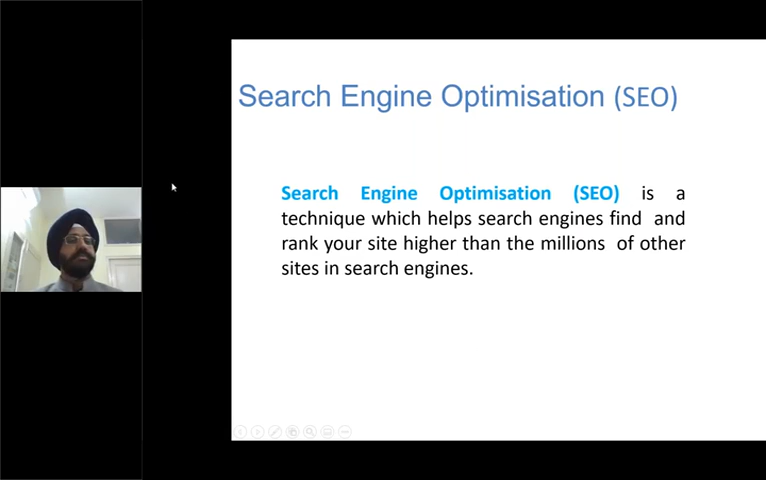 Search Engine Optimisation (SEO)
Search Engine Optimisation (SEO) is a
technique which helps search engines find and
rank your site higher than the millions of other
sites in search engines.